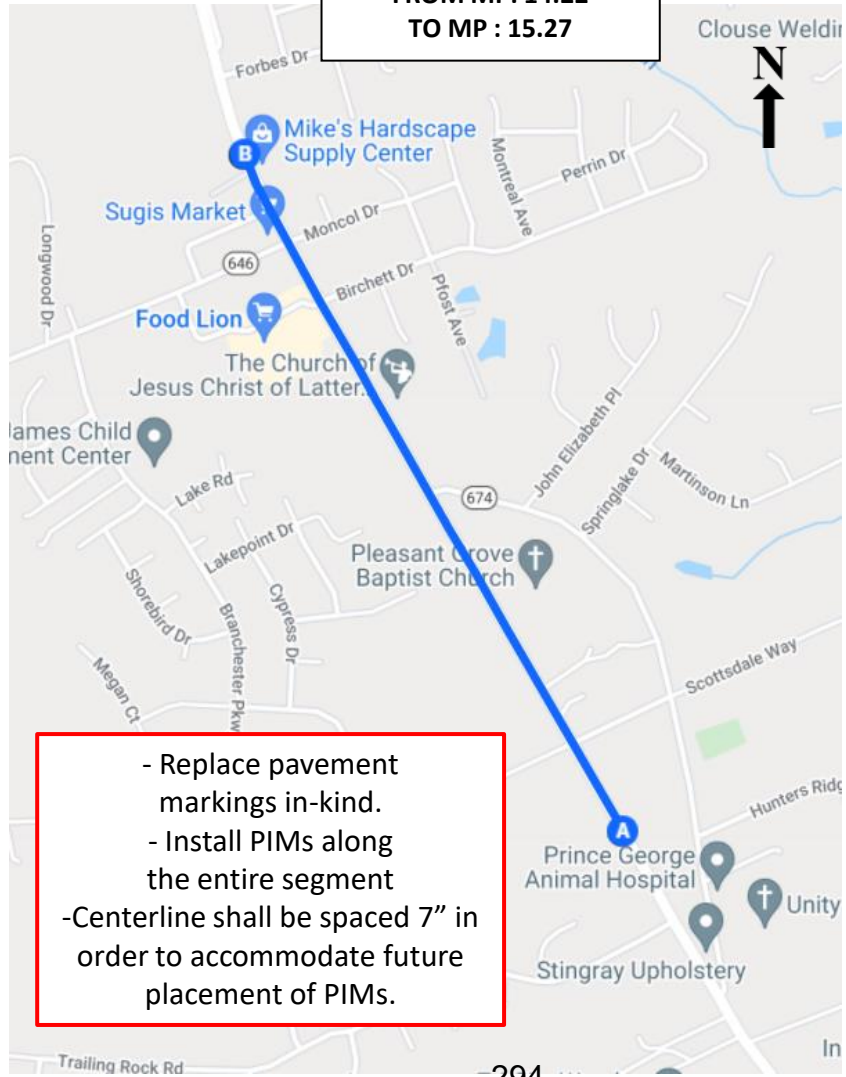 TO MP : 15.27
Clouse Weldin
N
Forbes Dr
Mike's Hardscape
Supply Center
B
Montreal Ave
Perrin Dr
Sugis Market
Moncol Dr
Longwood Dr
646
Birchett Dr
Pfost Ave
Food Lion
The Church of
Jesus Christ of Latter...
James Child
ment Center
John Elizabeth Pl
Springlake Dr
Martinson Ln
Lake Rd
674
Lakepoint Dr
Pleasant Grove
Baptist Church
Shorebird Dr
Cypress Dr
Branchester Pkw
Megan Ct
Scottsdale Way
- Replace pavement
markings in-kind.
- Install PIMs along
the entire segment
-Centerline shall be spaced 7” in
order to accommodate future
placement of PIMs.
A
Hunters Ridg
Prince George
Animal Hospital
Unity
Stingray Upholstery
In
Trailing Rock Rd
294